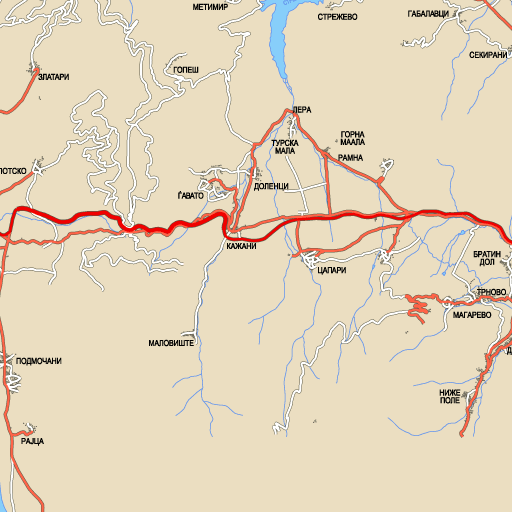 МЕТИМИР
СТРЕЖЕВО
ГАБАЛАВЦИ
СЕКИРАНИ
ГОПЕШ
ЗЛАТАРИ
ЛЕРА
ТУРСКА
МАЛА
ГОРНА
МААЛА
РАМНА
ЛОТСКО
ЃАВАТО
ДОЛЕНЦИ
КАЖАНИ
ЦАПАРИ
БРАТИН
ДОЛ
ТРНОВО
МАГАРЕВО
МАЛОВИШТЕ
ПОДМОЧАНИ
НИЖЕ
ПОЛЕ
РАЈЦА